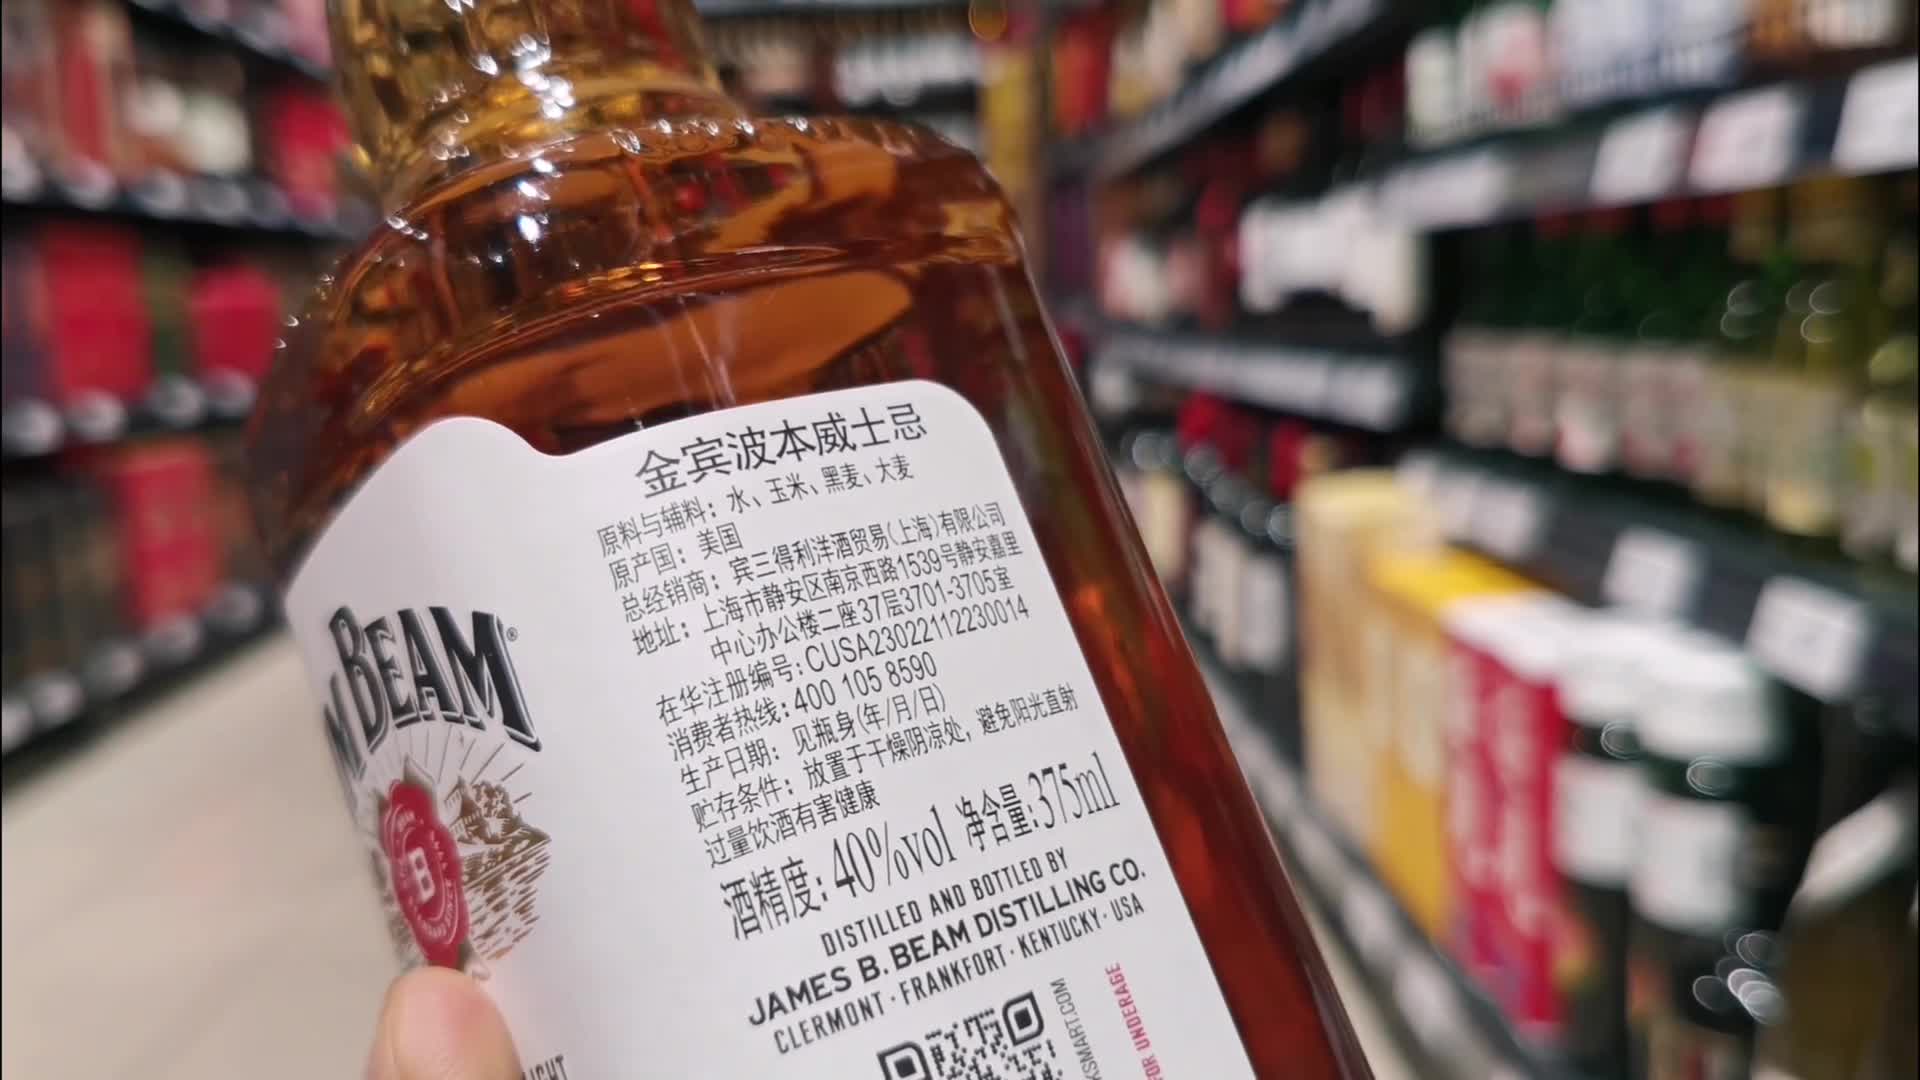 金宾波本威士忌
原料与辅料：水、玉米、黑麦、大麦
原产国：美国
总经销商：宾三得利洋酒贸易(上海)有限公司
地址：上海市静安区南京西路1539号静安嘉里
中心办公楼二座37层3701-3705室
在华注册编号:CUSA23022112230014
消费者热线:400 105 8590
生产日期：见瓶身(年/月/日)
贮存条件：放置于干燥阴凉处，避免阳光直射
过量饮酒有害健康
酒精度:40%vol 净含量:375ml
DISTILLED AND BOTTLED BY
JAMES B. BEAM DISTILLING CO.
CLERMONT · FRANKFORT · KENTUCKY · USA
KSMART.COM
FOR UNDERAGE
BEAM®
B